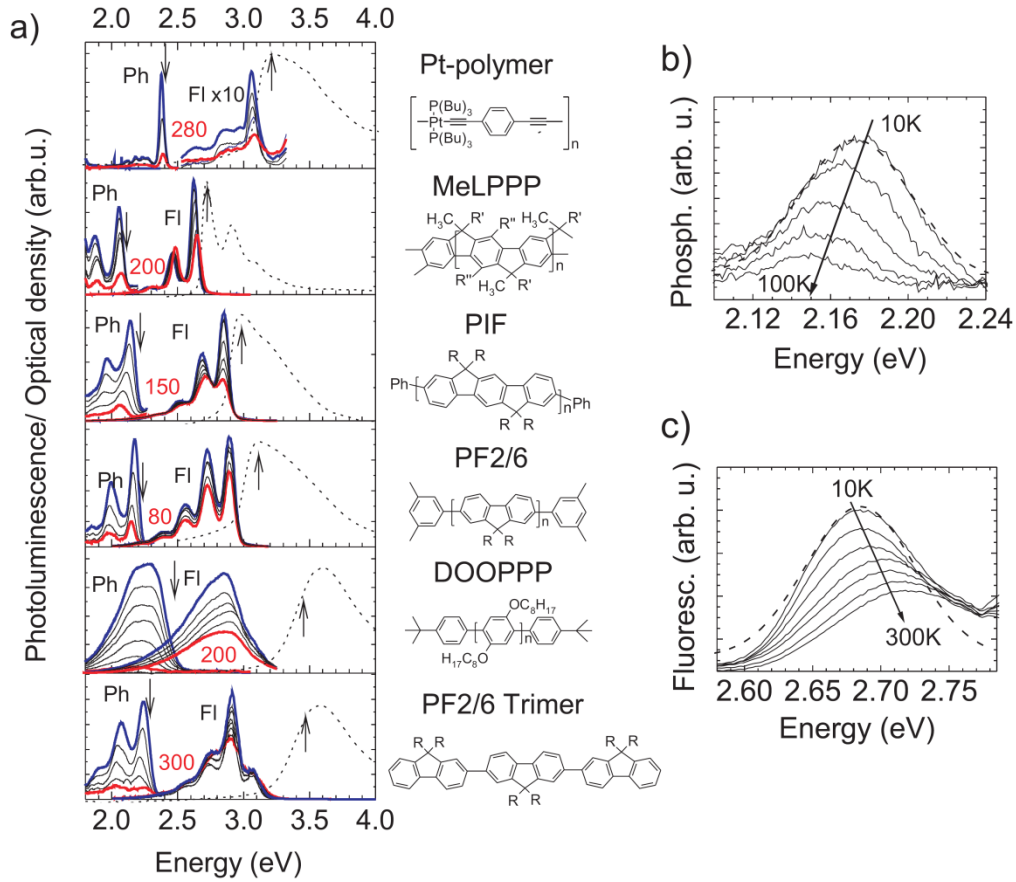 a)
2.0 2.5 3.0 3.5 4.0
Photoluminescence/ Optical density (arb.u.)
Ph
Fl x10
280
Ph
Fl
200
Ph
Fl
150
Ph
Fl
80
Ph
Fl
200
Ph
Fl
300
2.0 2.5 3.0 3.5 4.0
Energy (eV)
Pt-polymer
P(Bu)3
Pt
P(Bu)3
n
MeLPPP
H3C R' R" H3C R'
n
R" H3C R'
PIF
R R
Ph n Ph
R R
PF2/6
n
R R
DOOPPP
OC8H17
n
H17C8O
PF2/6 Trimer
R R R R
R R
b)
Phosph. (arb. u.)
10K
100K
2.12 2.16 2.20 2.24
Energy (eV)
c)
Fluoresc. (arb. u.)
10K
300K
2.60 2.65 2.70 2.75
Energy (eV)